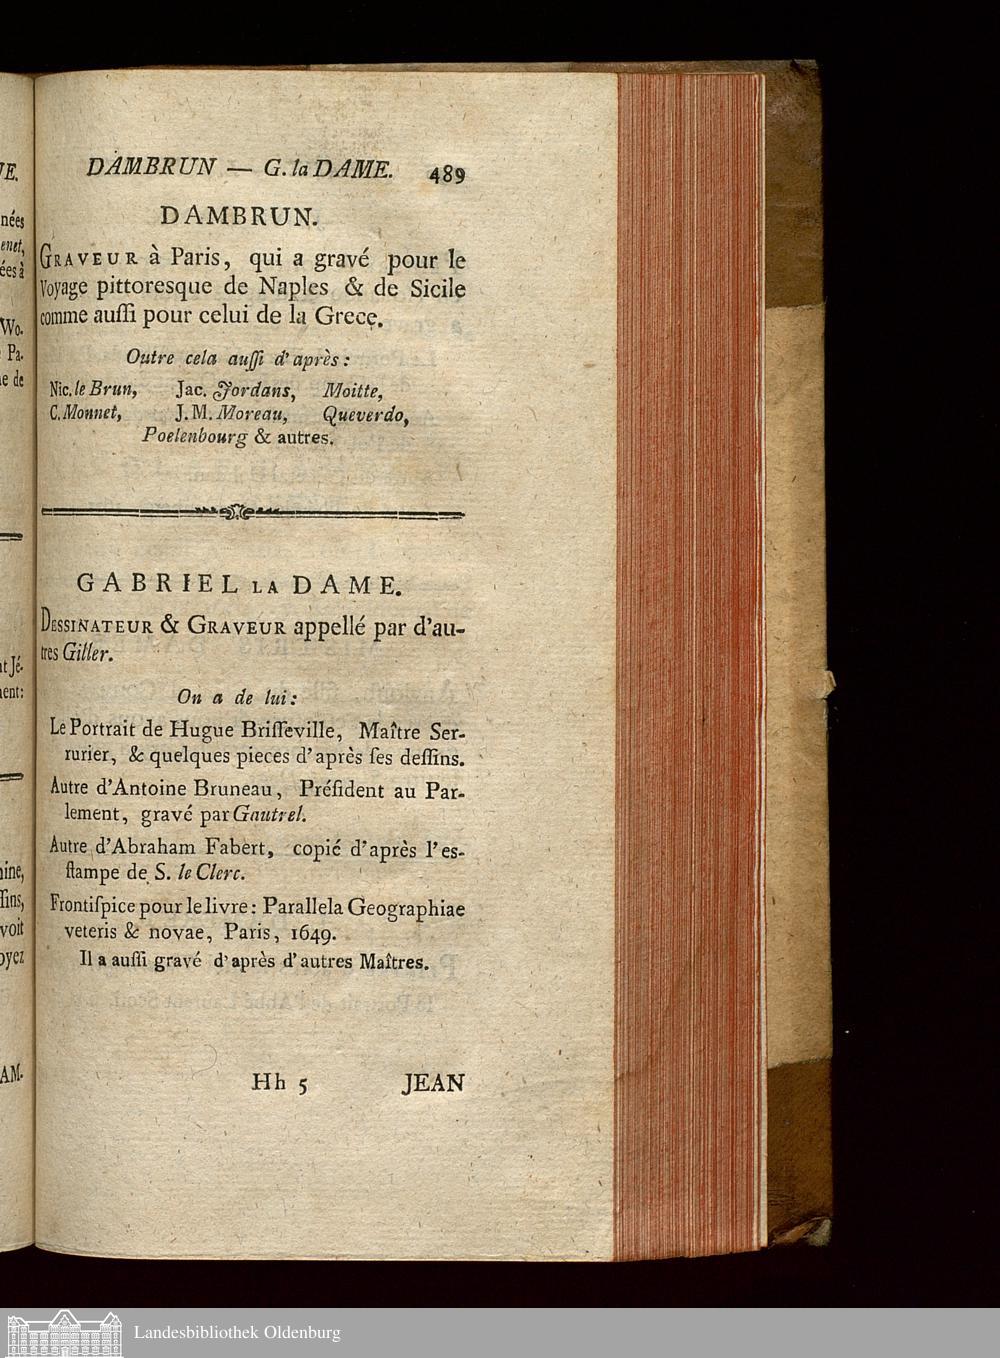 DAMBRUN — G. la DAME. 489
DAMBRUN.
GRAVEUR à Paris, qui a gravé pour le
Voyage pittoresque de Naples & de Sicile
comme auſſi pour celui de la Grece.
Outre cela auſſi d'après:
Nic. le Brun, Jac. Jordans, Moitte,
C. Monnet, J. M. Moreau, Queverdo,
Poelenbourg & autres.
GABRIEL LA DAME.
DESSINATEUR & GRAVEUR appellé par d'au-
tres Giller.
On a de lui:
Le Portrait de Hugue Briſſeville, Maître Ser-
rurier, & quelques pieces d'après ſes deſſins.
Autre d'Antoine Bruneau, Préſident au Par-
lement, gravé par Gautrel.
Autre d'Abraham Fabert, copié d'après l'es-
ſtampe de S. le Clerc.
Frontiſpice pour le livre: Parallela Geographiae
veteris & novae, Paris, 1649.
Il a auſſi gravé d'après d'autres Maîtres.
Hh 5 JEAN
Landesbibliothek Oldenburg